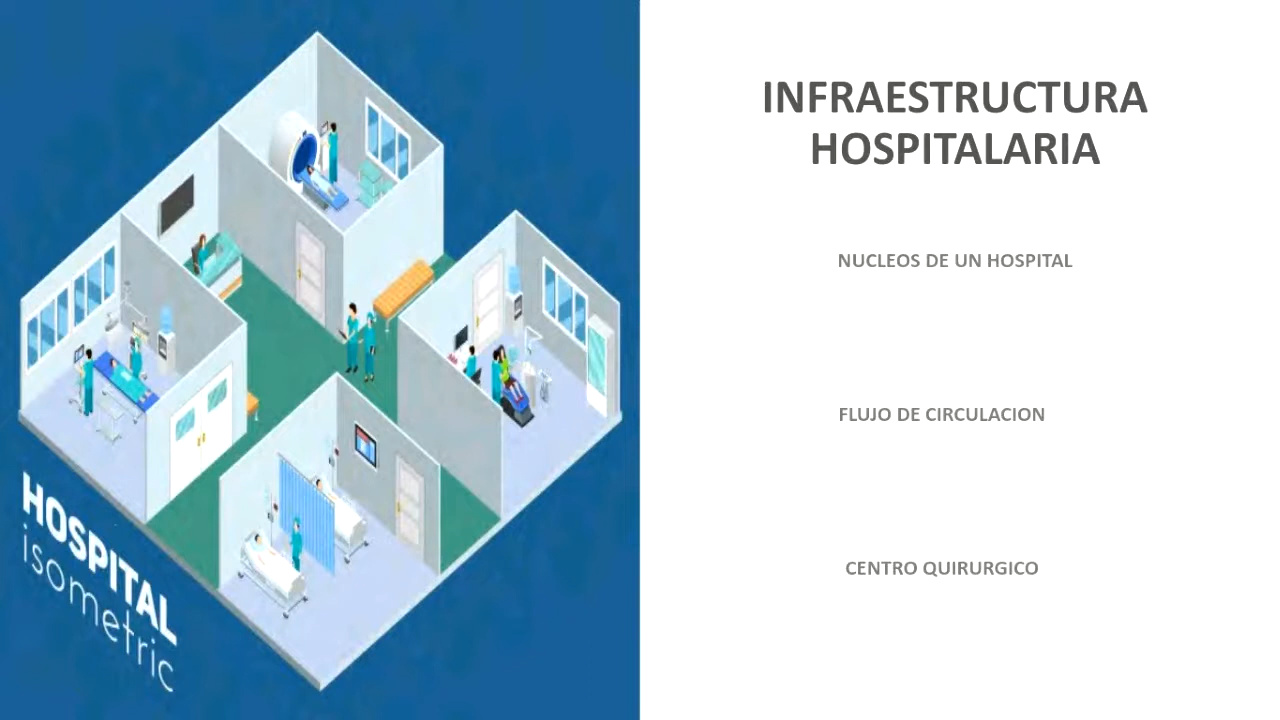 HOSPITAL
isometric
INFRAESTRUCTURA
HOSPITALARIA
NUCLEOS DE UN HOSPITAL
FLUJO DE CIRCULACION
CENTRO QUIRURGICO